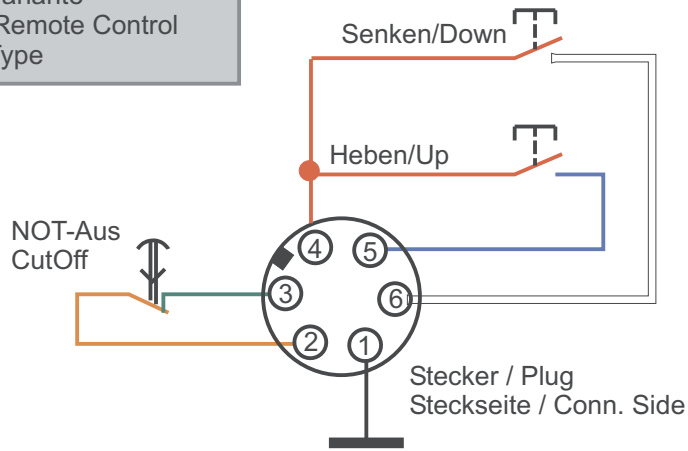 Remote Control
Type
Senken/Down
Heben/Up
NOT-Aus
CutOff
4
5
3
6
2
1
Stecker / Plug
Steckseite / Conn. Side